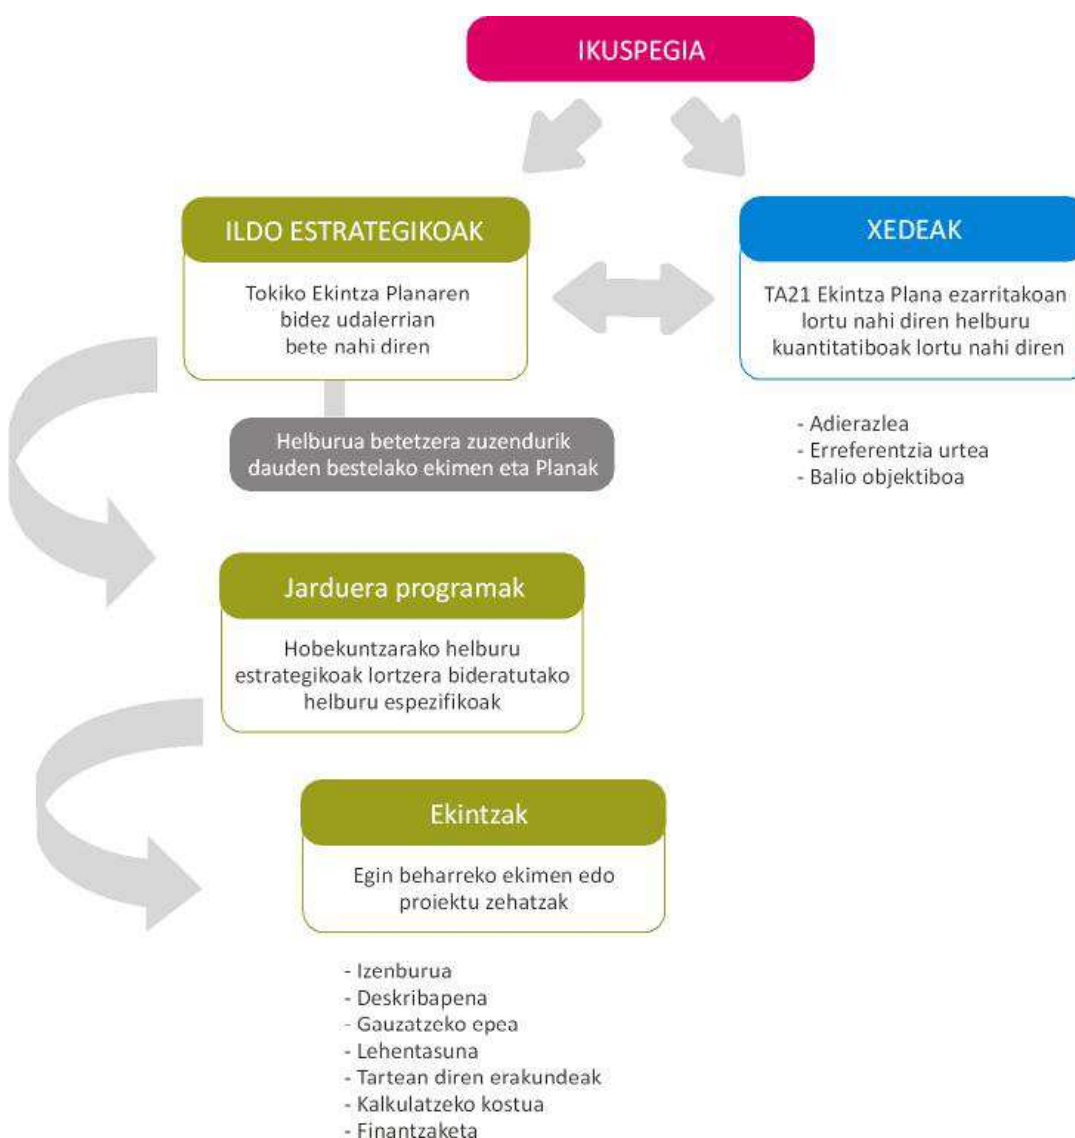 IKUSPEGIA
ILDO ESTRATEGIKOAK
Tokiko Ekintza Planaren
bidez udalerrian
bete nahi diren
XEDEAK
TA21 Ekintza Plana ezarritakoan
lortu nahi diren helburu
kuantitatiboak lortu nahi diren
- Adierazlea
- Erreferentzia urtea
- Balio objektiboa
Helburua betetzera zuzendurik
dauden bestelako ekimen eta Planak
Jarduera programak
Hobekuntzarako helburu
estrategikoak lortzera bideratutako
helburu espezifikoak
Ekintzak
Egin beharreko ekimen edo
proiektu zehatzak
- Izenburua
- Deskribapena
- Gauzatzeko epea
- Lehentasuna
- Tartean diren erakundeak
- Kalkulatzeko kostua
- Finantzaketa